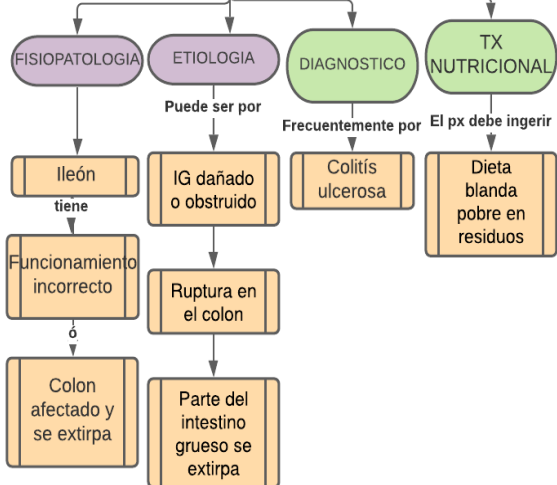 FISIOPATOLOGIA
Ileón
tiene
Funcionamiento
incorrecto
ó
Colon
afectado y
se extirpa
ETIOLOGIA
Puede ser por
IG dañado
o obstruido
Ruptura en
el colon
Parte del
intestino
grueso se
extirpa
DIAGNOSTICO
Frecuentemente por
Colitís
ulcerosa
TX
NUTRICIONAL
El px debe ingerir
Dieta
blanda
pobre en
residuos